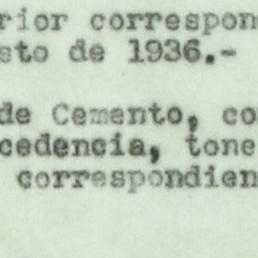 rior correspon
sto de 1936.-
de Cemento, co
cedencia, tone
correspondien